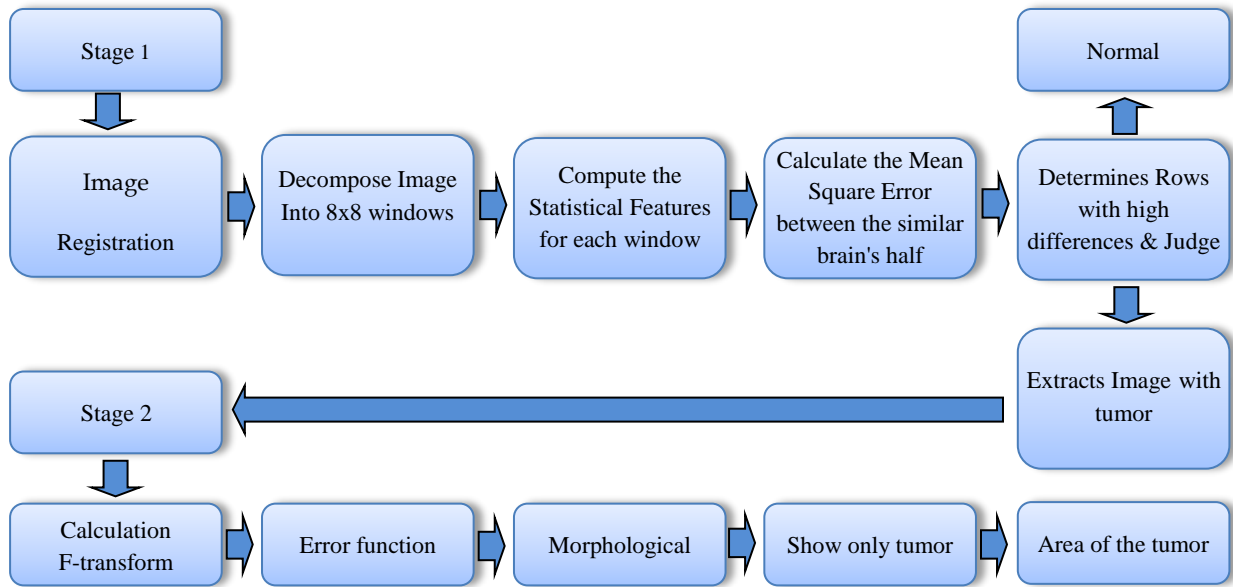 Stage 1
Normal
Image
Registration
Decompose Image
Into 8x8 windows
Compute the
Statistical Features
for each window
Calculate the Mean
Square Error
between the similar
brain's half
Determines Rows
with high
differences & Judge
Extracts Image with
tumor
Stage 2
Calculation
F-transform
Error function
Morphological
Show only tumor
Area of the tumor